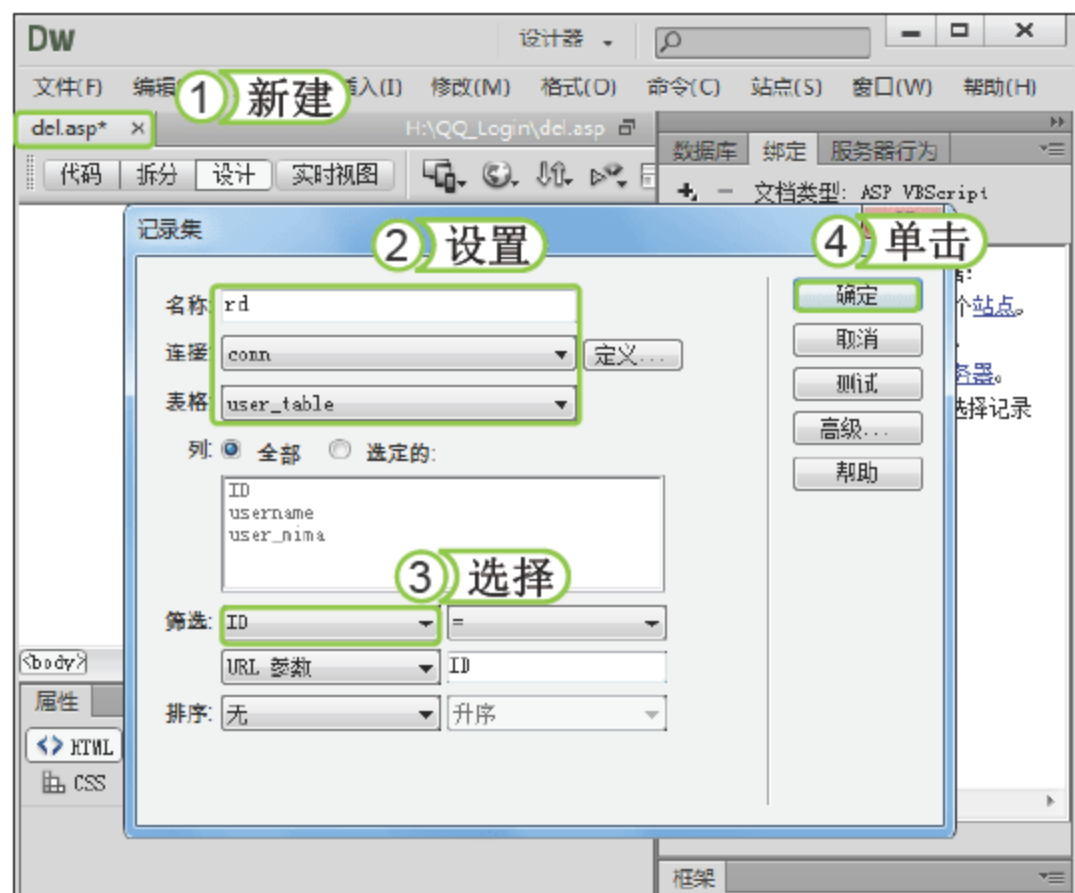 Dw 设计器
文件(F) 编辑 入(I) 修改(M) 格式(O) 命令(C) 站点(S) 窗口(W) 帮助(H)
① 新建
del.asp* × H:\QQ_Login\del.asp
数据库 绑定 服务器行为
代码 拆分 设计 实时视图
文档类型: ASP VBScript
记录集
② 设置
④ 单击
名称: rd
确定
个站点。
连接: conn 定义...
取消
务器。
表格: user_table
测试
选择记录
列: 全部 选定的:
高级...
ID
帮助
username
user_nima
③ 选择
筛选: ID =
URL 参数 ID
<body>
属性
排序: 无 升序
<> HTML
CSS
框架